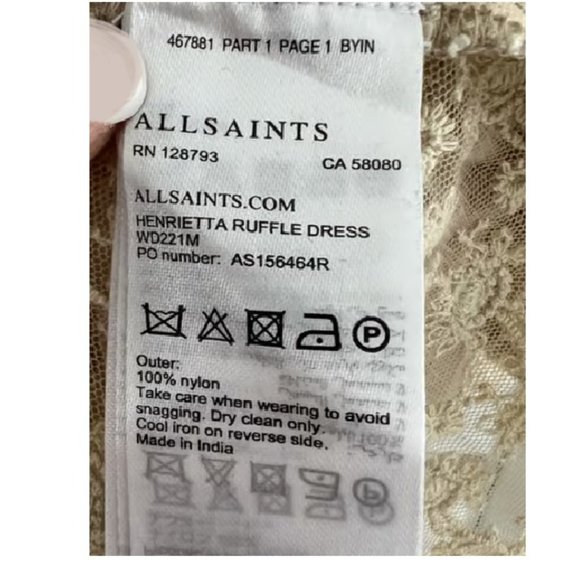 467881 PART 1 PAGE 1 BYIN
ALLSAINTS
RN 128793 CA 58080
ALLSAINTS.COM
HENRIETTA RUFFLE DRESS
WD221M
PO number: AS156464R
P
Outer:
100% nylon
Take care when wearing to avoid
snagging. Dry clean only.
Cool iron on reverse side.
Made in India